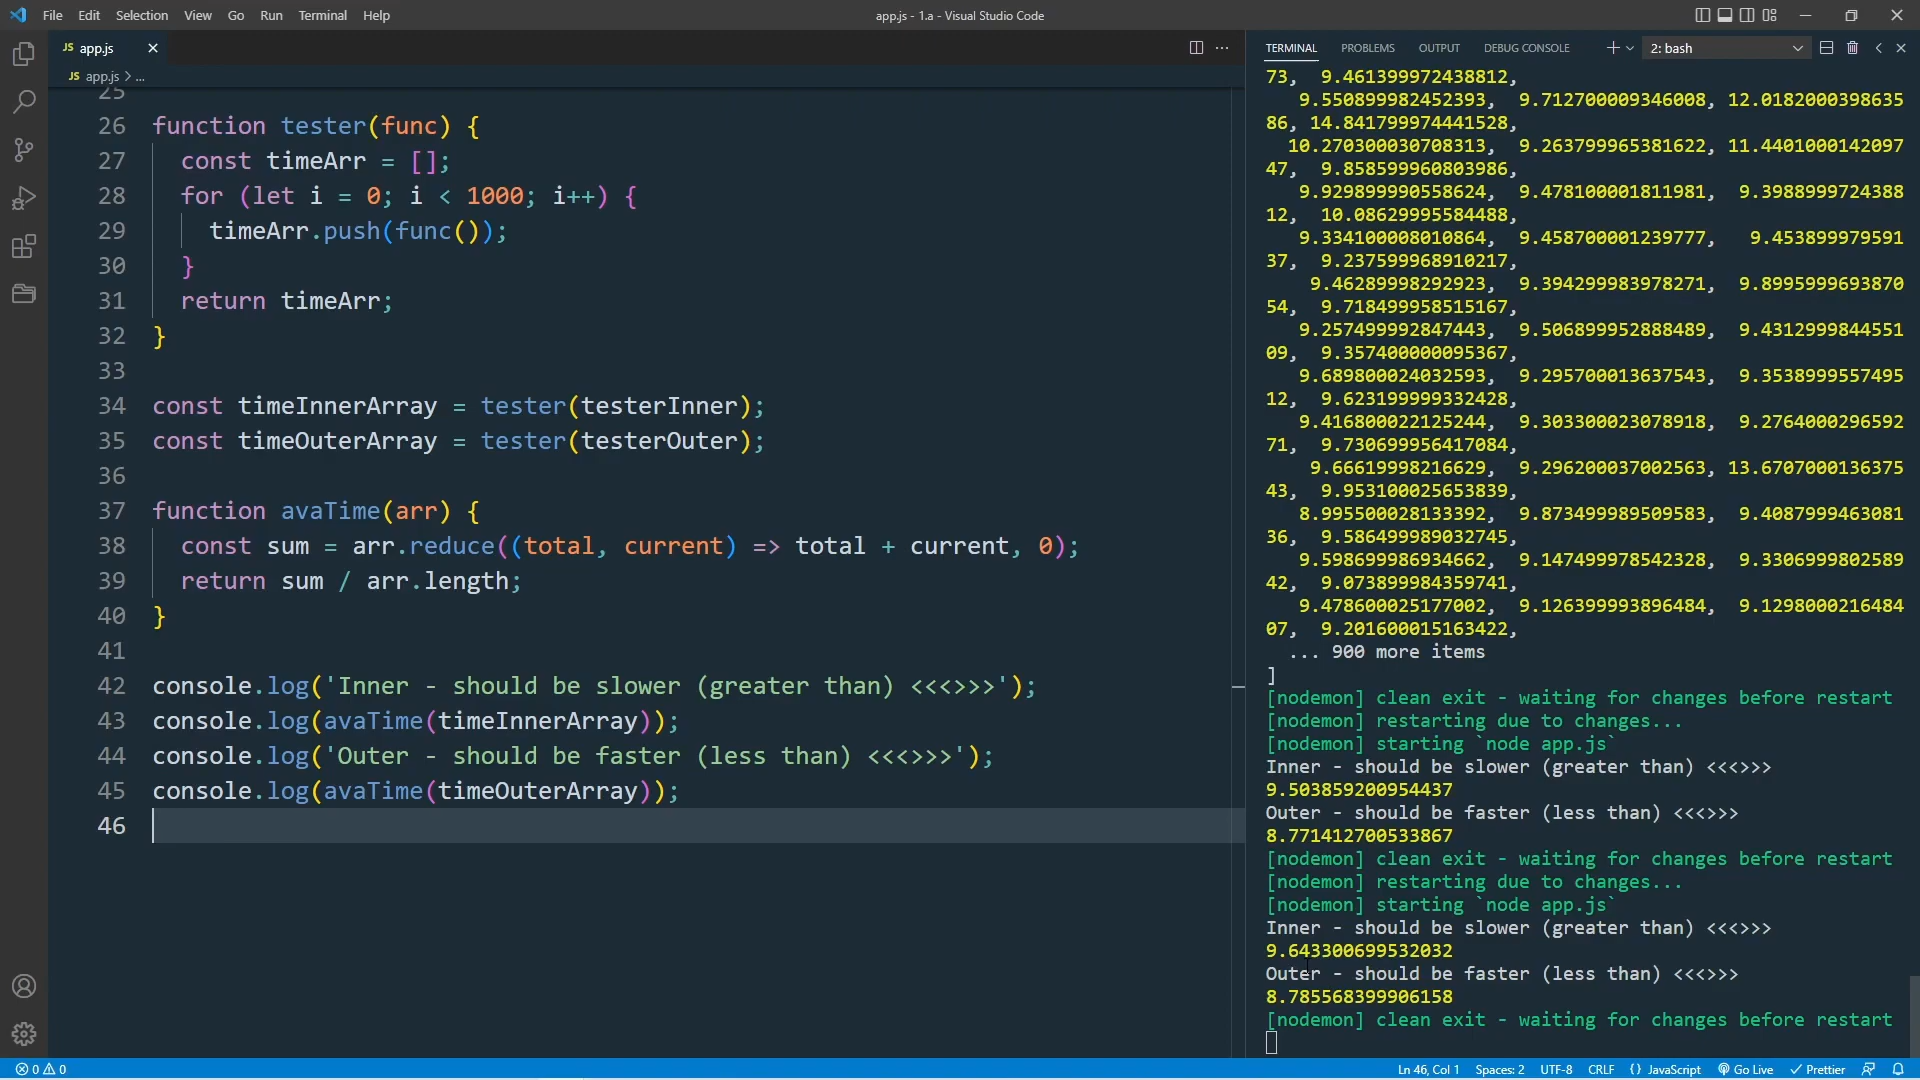 File Edit Selection View Go Run Terminal Help
app.js - 1.a - Visual Studio Code
JS app.js
JS app.js > ...
25
26 function tester(func) {
27 const timeArr = [];
28 for (let i = 0; i < 1000; i++) {
29 timeArr.push(func());
30 }
31 return timeArr;
32 }
33
34 const timeInnerArray = tester(testerInner);
35 const timeOuterArray = tester(testerOuter);
36
37 function avaTime(arr) {
38 const sum = arr.reduce((total, current) => total + current, 0);
39 return sum / arr.length;
40 }
41
42 console.log('Inner - should be slower (greater than) <<<>>>');
43 console.log(avaTime(timeInnerArray));
44 console.log('Outer - should be faster (less than) <<<>>>');
45 console.log(avaTime(timeOuterArray));
46
TERMINAL PROBLEMS OUTPUT DEBUG CONSOLE 2: bash
73, 9.461399972438812,
9.550899982452393, 9.712700009346008, 12.0182000398635
86, 14.841799974441528,
10.270300030708313, 9.263799965381622, 11.4401000142097
47, 9.858599960803986,
9.929899990558624, 9.478100001811981, 9.3988999724388
12, 10.08629995584488,
9.334100008010864, 9.458700001239777, 9.453899979591
37, 9.237599968910217,
9.46289998292923, 9.394299983978271, 9.8995999693870
54, 9.718499958515167,
9.257499992847443, 9.506899952888489, 9.4312999844551
09, 9.357400000095367,
9.689800024032593, 9.295700013637543, 9.3538999557495
12, 9.623199999332428,
9.416800022125244, 9.303300023078918, 9.2764000296592
71, 9.730699956417084,
9.66619998216629, 9.296200037002563, 13.6707000136375
43, 9.953100025653839,
8.995500028133392, 9.873499989509583, 9.4087999463081
36, 9.586499989032745,
9.598699986934662, 9.147499978542328, 9.3306999802589
42, 9.073899984359741,
9.478600025177002, 9.126399993896484, 9.1298000216484
07, 9.201600015163422,
... 900 more items
]
[nodemon] clean exit - waiting for changes before restart
[nodemon] restarting due to changes...
[nodemon] starting `node app.js`
Inner - should be slower (greater than) <<<>>>
9.503859200954437
Outer - should be faster (less than) <<<>>>
8.771412700533867
[nodemon] clean exit - waiting for changes before restart
[nodemon] restarting due to changes...
[nodemon] starting `node app.js`
Inner - should be slower (greater than) <<<>>>
9.643300699532032
Outer - should be faster (less than) <<<>>>
8.785568399906158
[nodemon] clean exit - waiting for changes before restart
0 0 Ln 46, Col 1 Spaces: 2 UTF-8 CRLF {} JavaScript Go Live Prettier